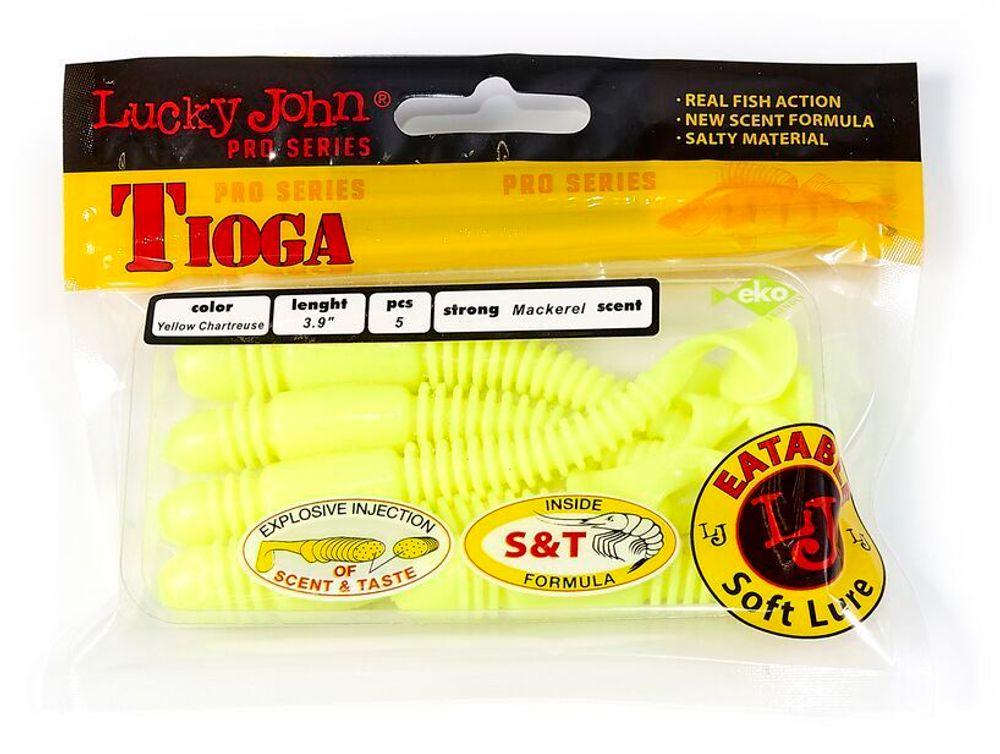 Lucky John®
PRO SERIES
· REAL FISH ACTION
· NEW SCENT FORMULA
· SALTY MATERIAL
PRO SERIES
PRO SERIES
TIOGA
color
Yellow Chartreuse
lenght
3.9"
pcs
5
strong Mackerel scent
eko
EXPLOSIVE INJECTION
OF
SCENT & TASTE
INSIDE
S&T
FORMULA
LJ
LJ
LJ
Soft Lure